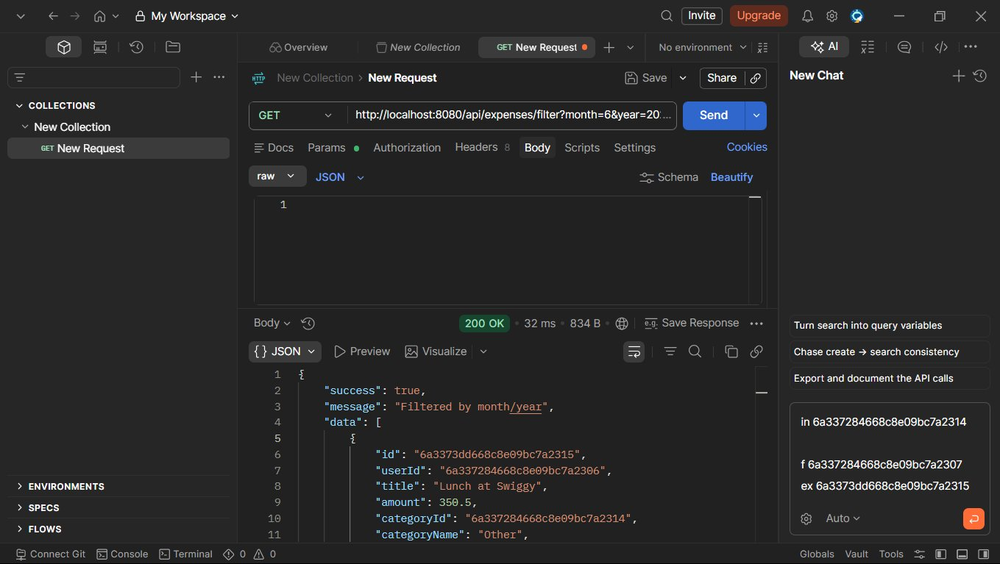 My Workspace
Invite
Upgrade
Overview
New Collection
GET New Request
No environment
AI
New Collection > New Request
Save
Share
New Chat
COLLECTIONS
New Collection
GET New Request
GET
http://localhost:8080/api/expenses/filter?month=6&year=20...
Send
Docs Params Authorization Headers 8 Body Scripts Settings Cookies
raw JSON Schema Beautify
1
Body 200 OK • 32 ms • 834 B e.g. Save Response
{} JSON Preview Visualize
1 {
2 "success": true,
3 "message": "Filtered by month/year",
4 "data": [
5 {
6 "id": "6a3373dd668c8e09bc7a2315",
7 "userId": "6a337284668c8e09bc7a2306",
8 "title": "Lunch at Swiggy",
9 "amount": 350.5,
10 "categoryId": "6a337284668c8e09bc7a2314",
11 "categoryName": "Other",
Turn search into query variables
Chase create → search consistency
Export and document the API calls
in 6a337284668c8e09bc7a2314
f 6a337284668c8e09bc7a2307
ex 6a3373dd668c8e09bc7a2315
Auto
ENVIRONMENTS
SPECS
FLOWS
Connect Git Console Terminal 0 0
Globals Vault Tools